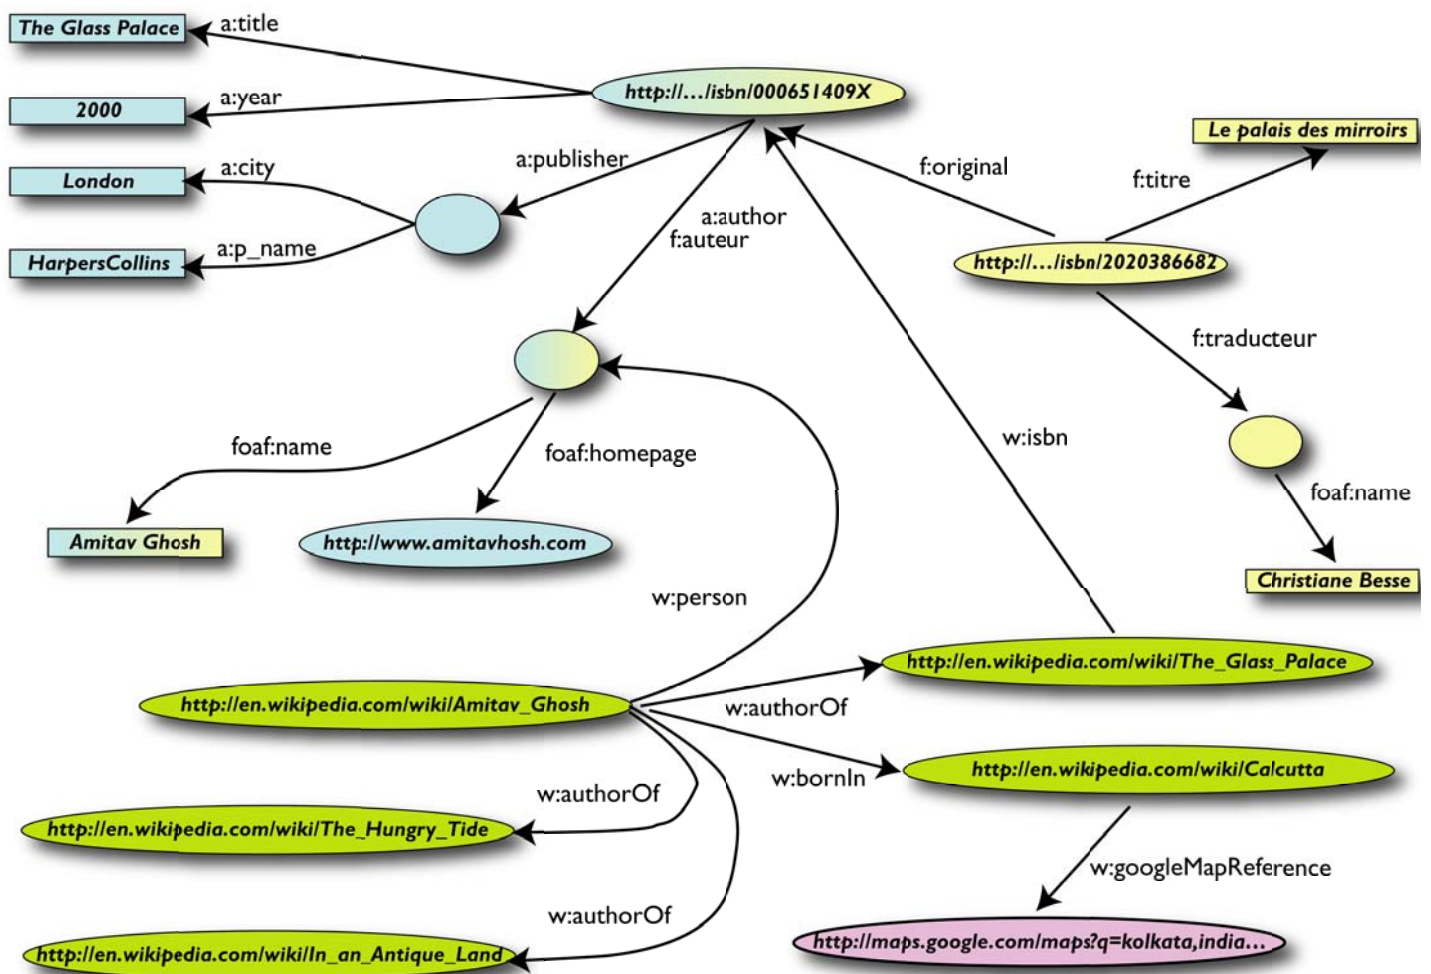 The Glass Palace
a:title
http://…/isbn/000651409X
2000
a:year
Le palais des mirroirs
London
a:city
a:publisher
f:original
f:titre
a:author
f:auteur
HarpersCollins
a:p_name
http://…/isbn/2020386682
f:traducteur
foaf:name
foaf:homepage
w:isbn
foaf:name
Amitav Ghosh
http://www.amitavhosh.com
Christiane Besse
w:person
http://en.wikipedia.com/wiki/The_Glass_Palace
http://en.wikipedia.com/wiki/Amitav_Ghosh
w:authorOf
w:bornIn
http://en.wikipedia.com/wiki/Calcutta
w:authorOf
http://en.wikipedia.com/wiki/The_Hungry_Tide
w:googleMapReference
w:authorOf
http://en.wikipedia.com/wiki/In_an_Antique_Land
http://maps.google.com/maps?q=kolkata,india…